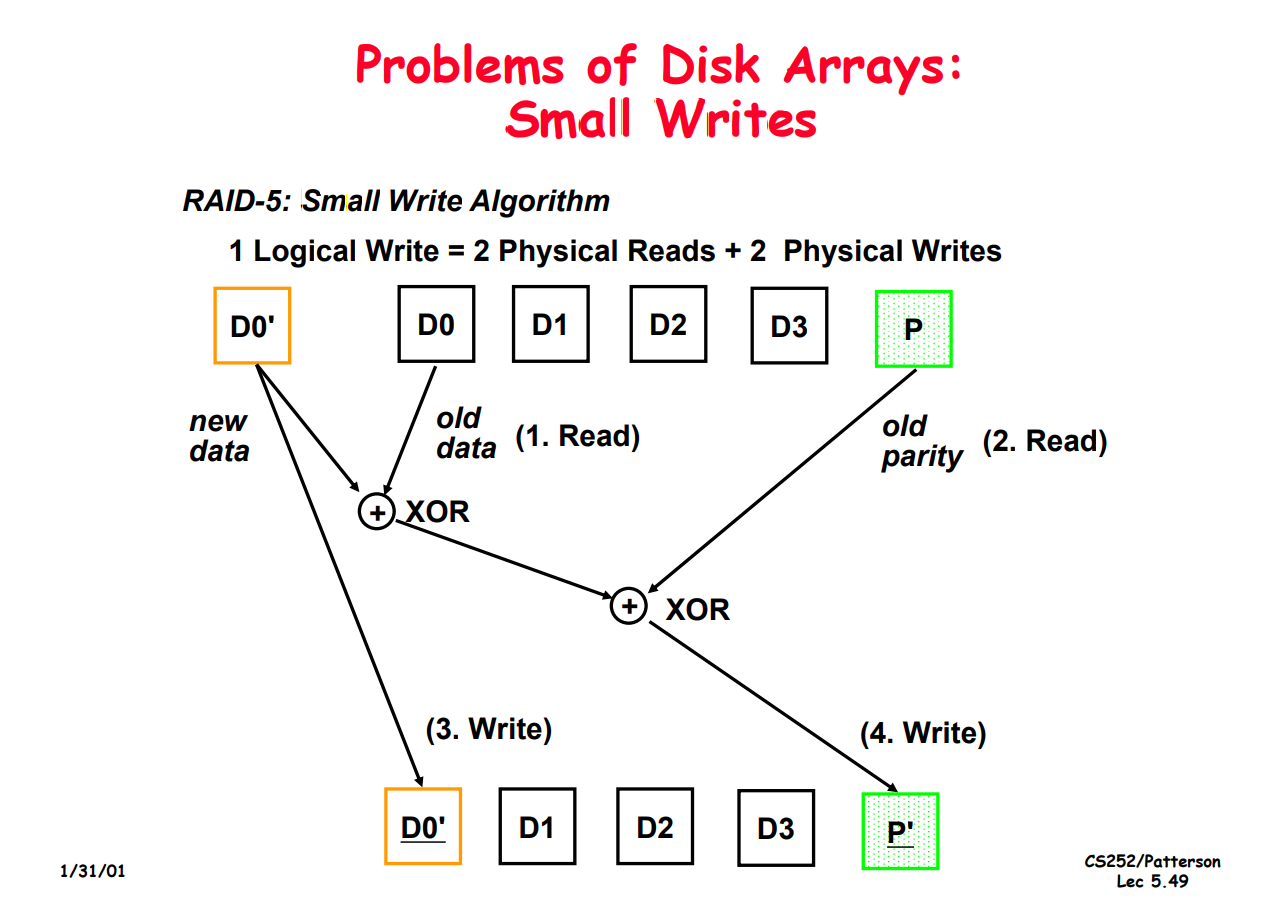 Problems of Disk Arrays:
Small Writes
RAID-5: Small Write Algorithm
1 Logical Write = 2 Physical Reads + 2 Physical Writes
D0' D0 D1 D2 D3 P
new
data
old
data
(1. Read)
old
parity
(2. Read)
+ XOR
+ XOR
(3. Write)
(4. Write)
D0' D1 D2 D3 P'
1/31/01
CS252/Patterson
Lec 5.49